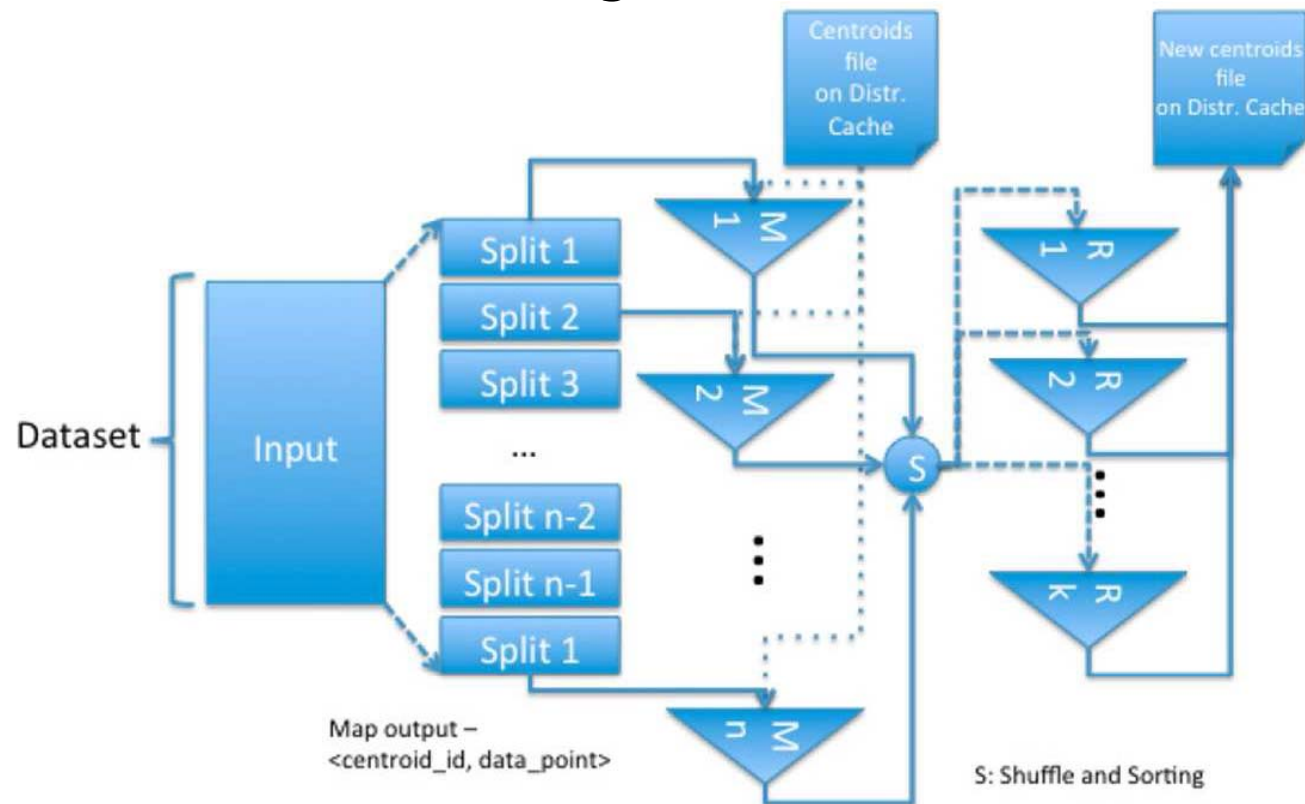 Centroids
file
on Distr.
Cache
New centroids
file
on Distr. Cache
Dataset
Input
Split 1
Split 2
Split 3
...
Split n-2
Split n-1
Split 1
M
1
M
2
M
n
S
R
1
R
2
R
k
Map output –
<centroid_id, data_point>
S: Shuffle and Sorting